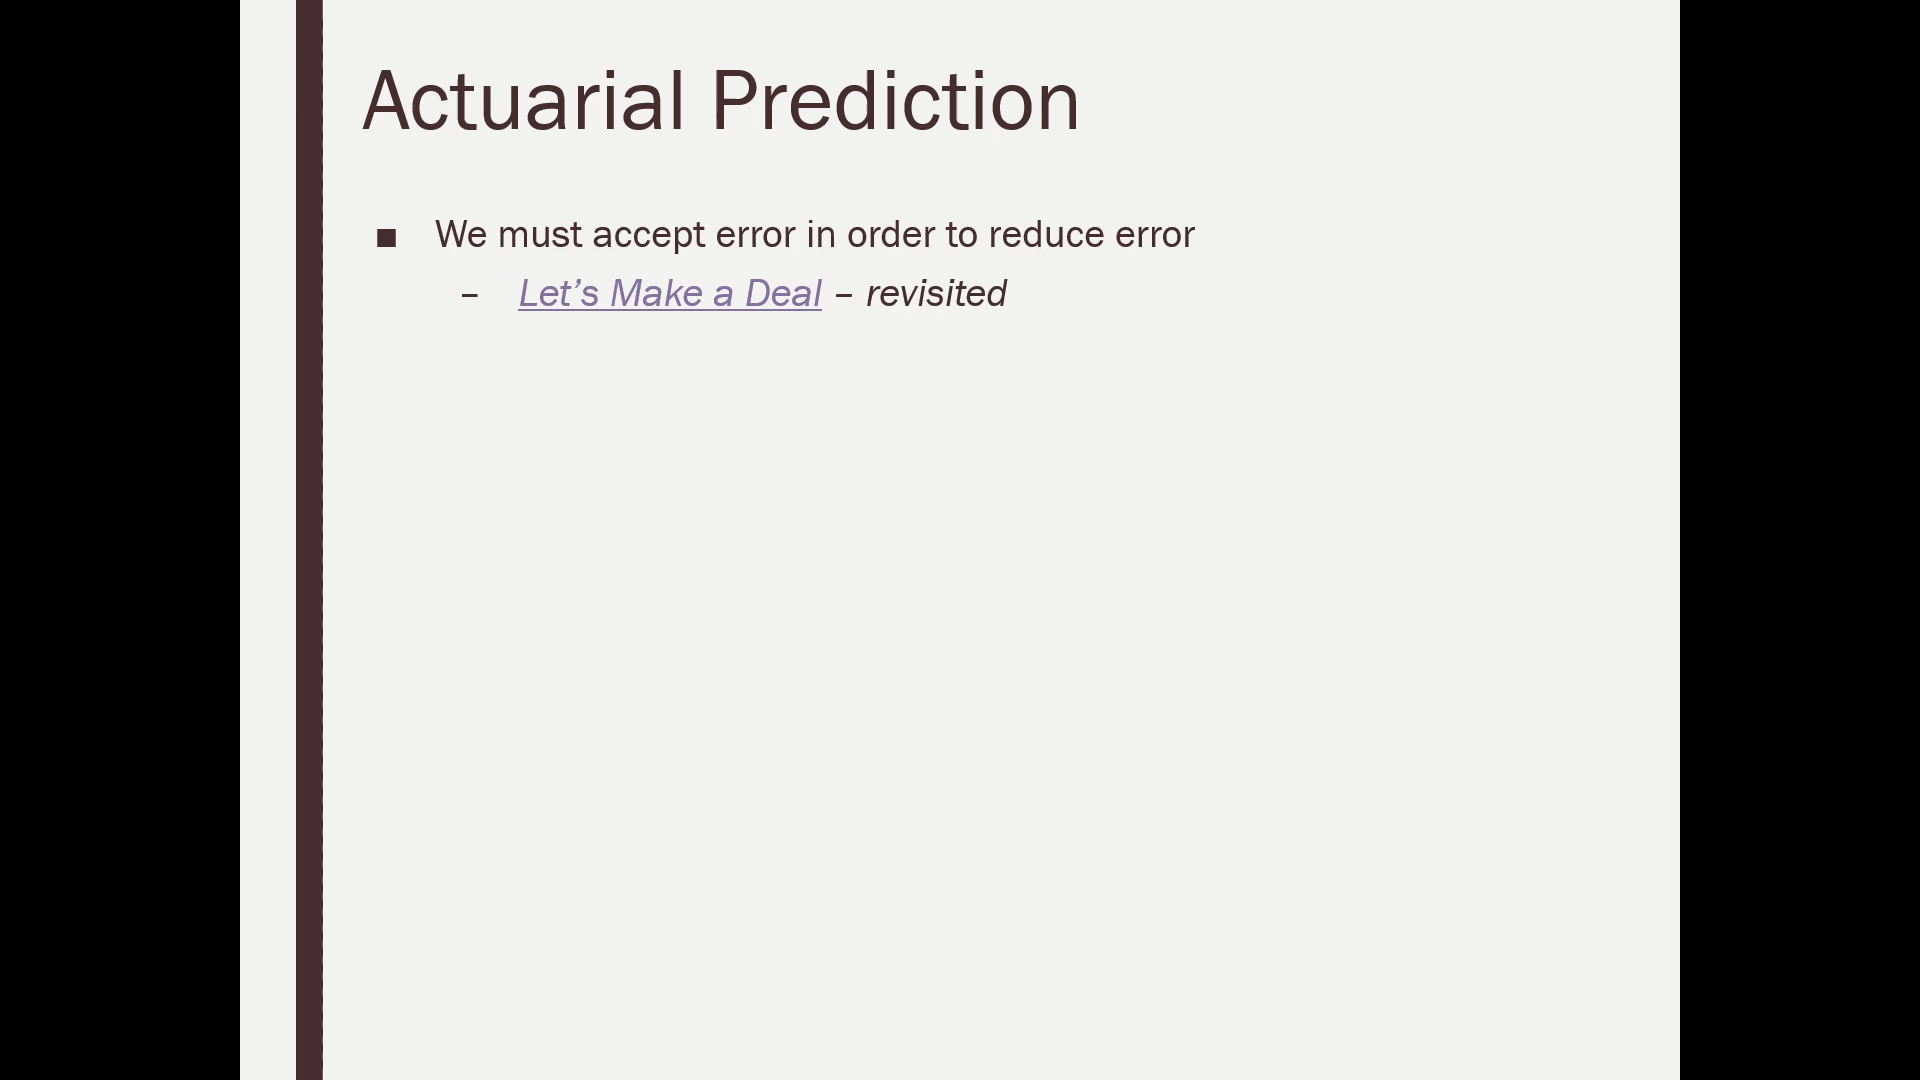 Actuarial Prediction
■ We must accept error in order to reduce error
– Let’s Make a Deal – revisited